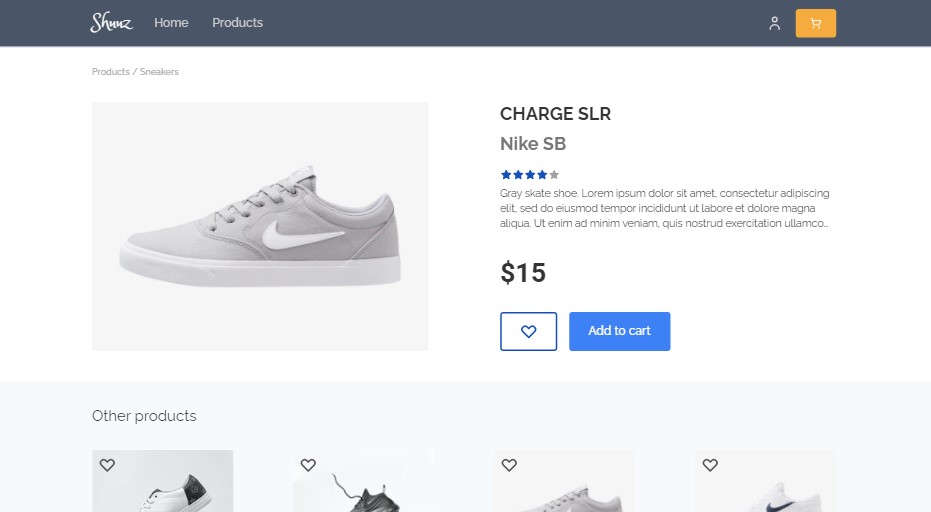 Shuuz Home Products
Products / Sneakers
CHARGE SLR
Nike SB
Gray skate shoe. Lorem ipsum dolor sit amet, consectetur adipiscing
elit, sed do eiusmod tempor incididunt ut labore et dolore magna
aliqua. Ut enim ad minim veniam, quis nostrud exercitation ullamco...
$15
Add to cart
Other products